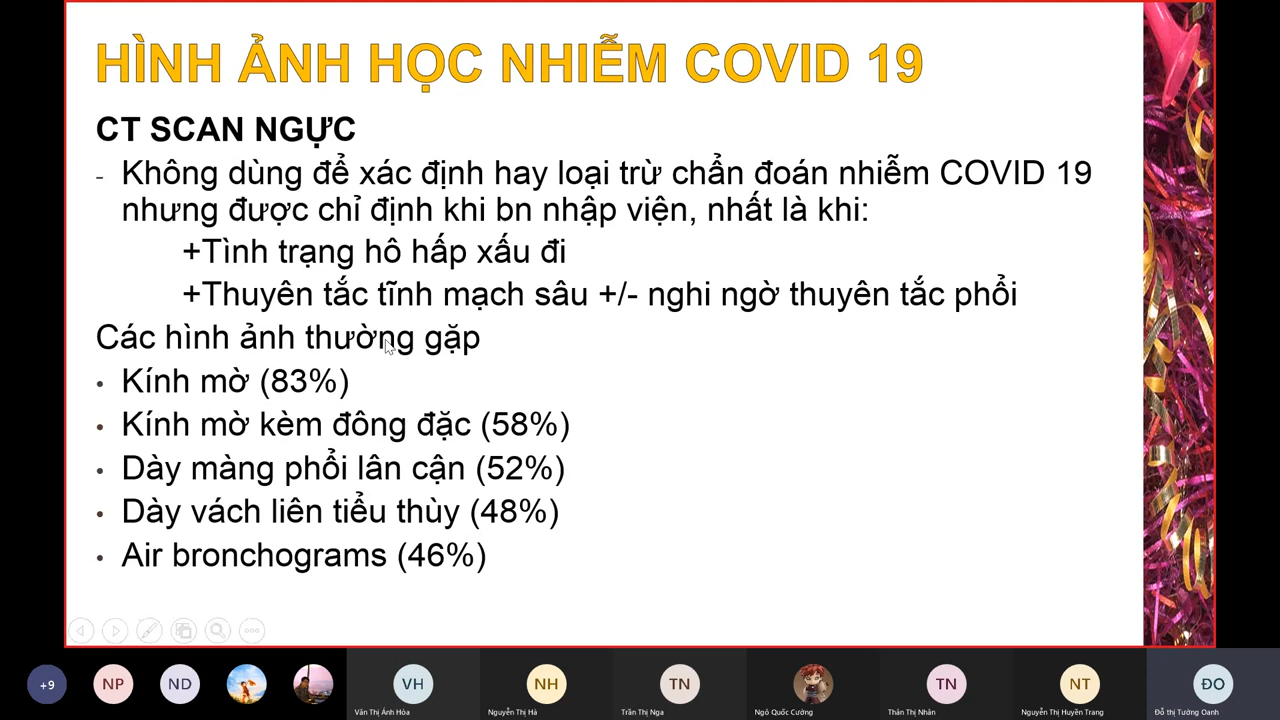 HÌNH ẢNH HỌC NHIỄM COVID 19
CT SCAN NGỰC
- Không dùng để xác định hay loại trừ chẩn đoán nhiễm COVID 19
nhưng được chỉ định khi bn nhập viện, nhất là khi:
+Tình trạng hô hấp xấu đi
+Thuyên tắc tĩnh mạch sâu +/- nghi ngờ thuyên tắc phổi
Các hình ảnh thường gặp
• Kính mờ (83%)
• Kính mờ kèm đông đặc (58%)
• Dày màng phổi lân cận (52%)
• Dày vách liên tiểu thùy (48%)
• Air bronchograms (46%)
+9 NP ND VH NH TN TN NT ĐO
Văn Thị Ánh Hòa Nguyễn Thị Hà Trần Thị Nga Ngô Quốc Cường Thân Thị Nhân Nguyễn Thị Huyền Trang Đỗ thị Tường Oanh